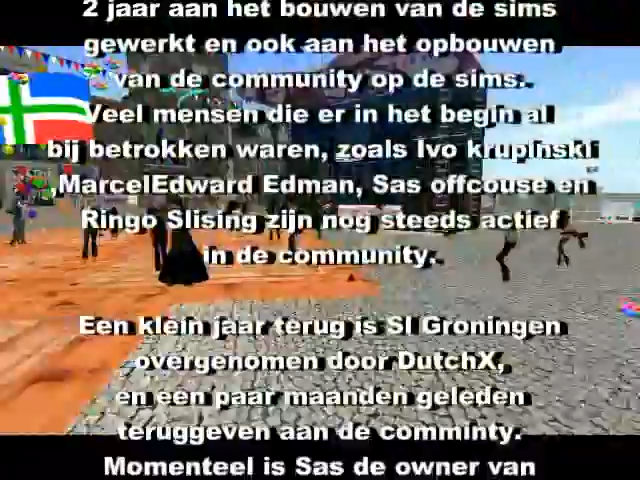 2 jaar aan het bouwen van de sims
gewerkt en ook aan het opbouwen
van de community op de sims.
Veel mensen die er in het begin al
bij betrokken waren, zoals Ivo krupinski
,MarcelEdward Edman, Sas offcouse en
Ringo Slising zijn nog steeds actief
in de community.
Een klein jaar terug is Sl Groningen
overgenomen door DutchX,
en een paar maanden geleden
teruggeven aan de comminty.
Momenteel is Sas de owner van